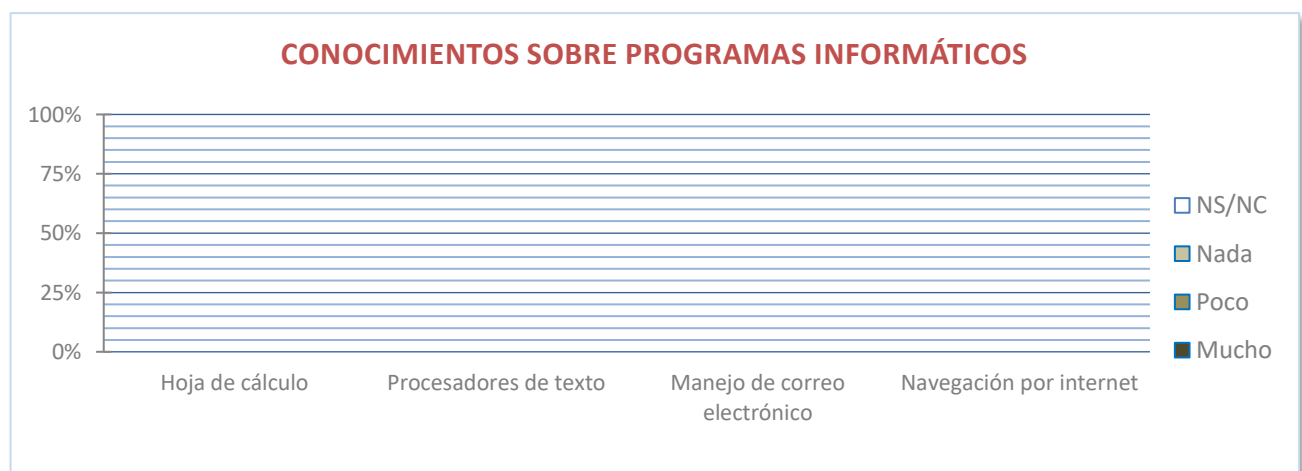 CONOCIMIENTOS SOBRE PROGRAMAS INFORMÁTICOS
100%
75%
50%
25%
0%
Hoja de cálculo
Procesadores de texto
Manejo de correo
electrónico
Navegación por internet
NS/NC
Nada
Poco
Mucho